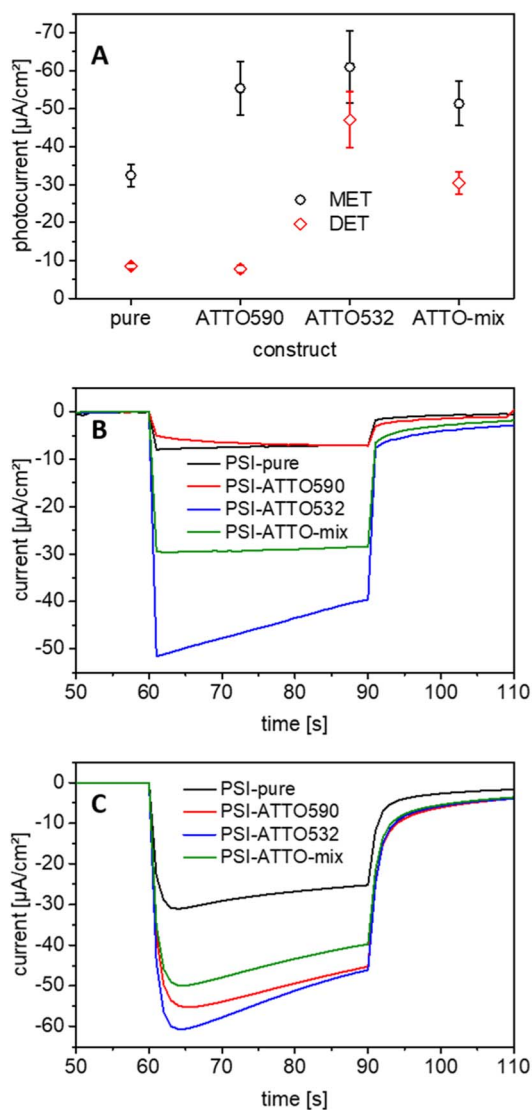 A
photocurrent [µA/cm²]
-70
-60
-50
-40
-30
-20
-10
0
MET
DET
pure ATTO590 ATTO532 ATTO-mix
construct
B
current [µA/cm²]
0
-10
-20
-30
-40
-50
PSI-pure
PSI-ATTO590
PSI-ATTO532
PSI-ATTO-mix
50 60 70 80 90 100 110
time [s]
C
current [µA/cm²]
0
-10
-20
-30
-40
-50
-60
PSI-pure
PSI-ATTO590
PSI-ATTO532
PSI-ATTO-mix
50 60 70 80 90 100 110
time [s]